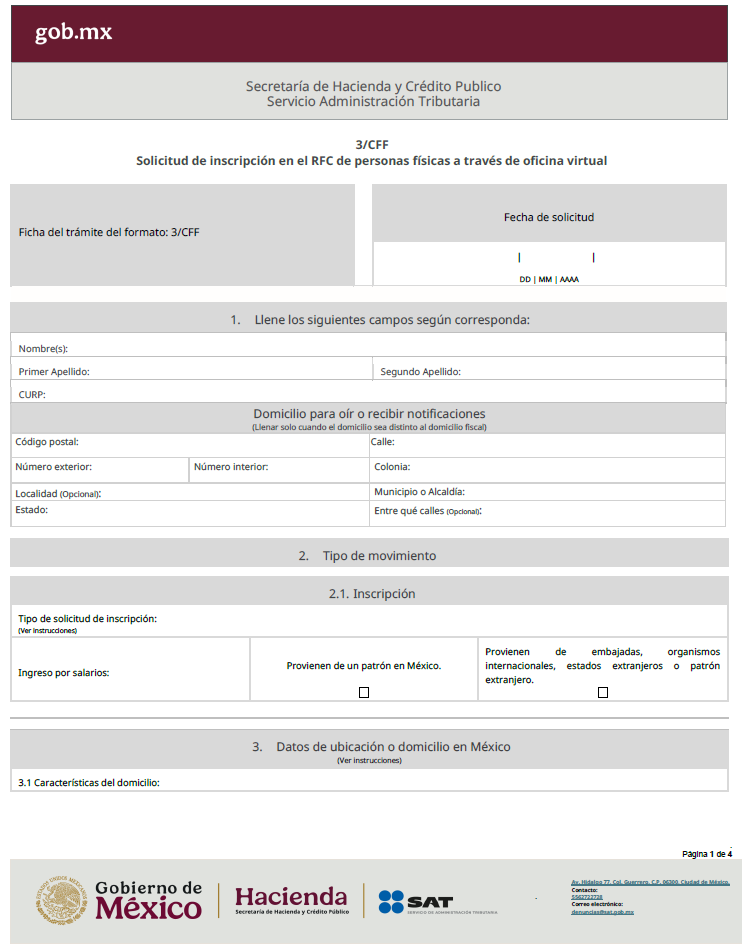 gob.mx
Secretaría de Hacienda y Crédito Publico
Servicio Administración Tributaria
3/CFF
Solicitud de inscripción en el RFC de personas físicas a través de oficina virtual
Ficha del trámite del formato: 3/CFF
Fecha de solicitud
| |
DD | MM | AAAA
1. Llene los siguientes campos según corresponda:
Nombre(s):
Primer Apellido: Segundo Apellido:
CURP:
Domicilio para oír o recibir notificaciones
(Llenar solo cuando el domicilio sea distinto al domicilio fiscal)
Código postal: Calle:
Número exterior: Número interior: Colonia:
Localidad (Opcional): Municipio o Alcaldía:
Estado: Entre qué calles (Opcional):
2. Tipo de movimiento
2.1. Inscripción
Tipo de solicitud de inscripción:
(Ver instrucciones)
Ingreso por salarios:
Provienen de un patrón en México.
Provienen de embajadas, organismos
internacionales, estados extranjeros o patrón
extranjero.
3. Datos de ubicación o domicilio en México
(Ver instrucciones)
3.1 Características del domicilio:
Página 1 de 4
ESTADOS UNIDOS MEXICANOS
Gobierno de
México
Hacienda
Secretaría de Hacienda y Crédito Público
SAT
SERVICIO DE ADMINISTRACIÓN TRIBUTARIA
Av. Hidalgo 77, Col. Guerrero, C.P. 06300, Ciudad de México.
Contacto:
5562722728
Correo electrónico:
denuncias@sat.gob.mx